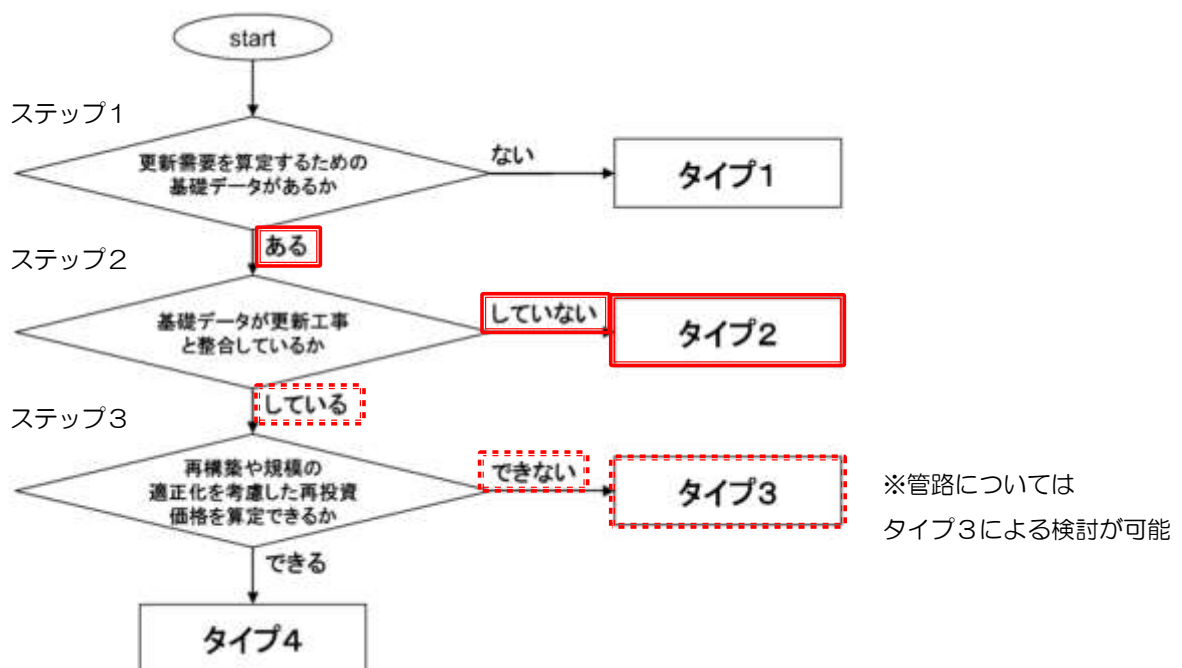 start
ステップ1
更新需要を算定するための
基礎データがあるか
ない
タイプ1
ある
ステップ2
基礎データが更新工事
と整合しているか
していない
タイプ2
している
ステップ3
再構築や規模の
適正化を考慮した再投資
価格を算定できるか
できない
タイプ3
※管路については
タイプ3による検討が可能
できる
タイプ4